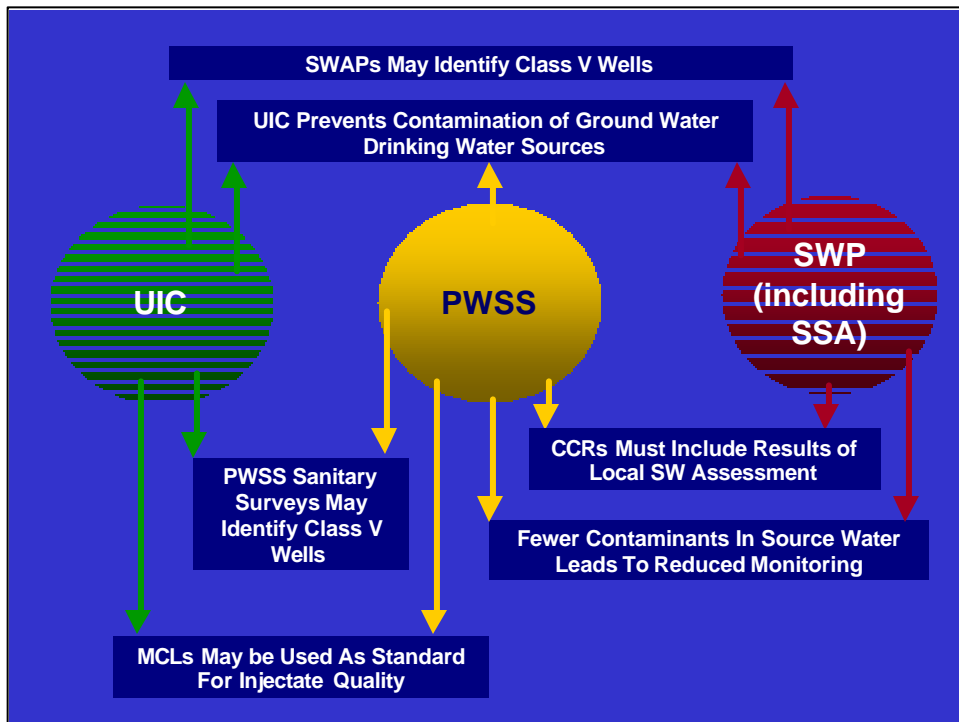 SWAPs May Identify Class V Wells
UIC Prevents Contamination of Ground Water
Drinking Water Sources
UIC
PWSS
SWP
(including
SSA)
CCRs Must Include Results of
Local SW Assessment
PWSS Sanitary
Surveys May
Identify Class V
Wells
Fewer Contaminants In Source Water
Leads To Reduced Monitoring
MCLs May be Used As Standard
For Injectate Quality